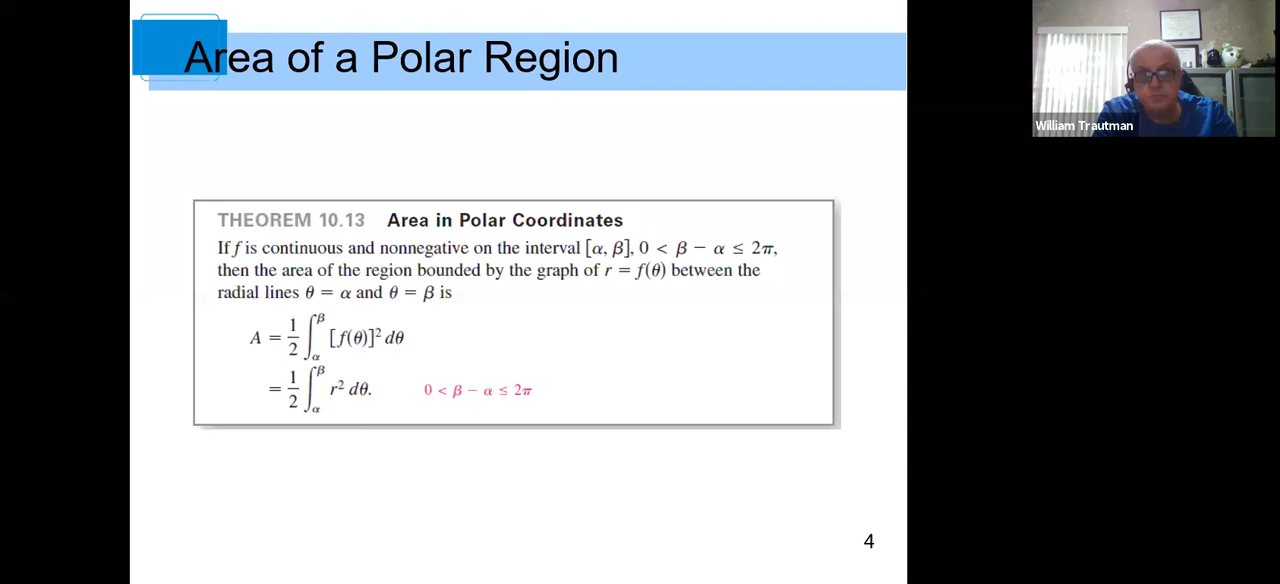 Area of a Polar Region
William Trautman
THEOREM 10.13 Area in Polar Coordinates
If f is continuous and nonnegative on the interval [α, β], 0 < β − α ≤ 2π,
then the area of the region bounded by the graph of r = f(θ) between the
radial lines θ = α and θ = β is
A = 1/2 ∫_α^β [f(θ)]² dθ
= 1/2 ∫_α^β r² dθ. 0 < β − α ≤ 2π
4